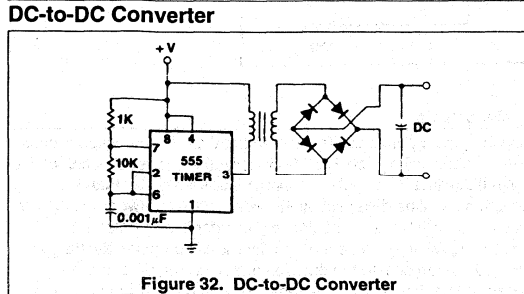 DC-to-DC Converter
+V
1K
8 4
7
555
10K
2
TIMER
3
6
1
0.001μF
DC
Figure 32. DC-to-DC Converter